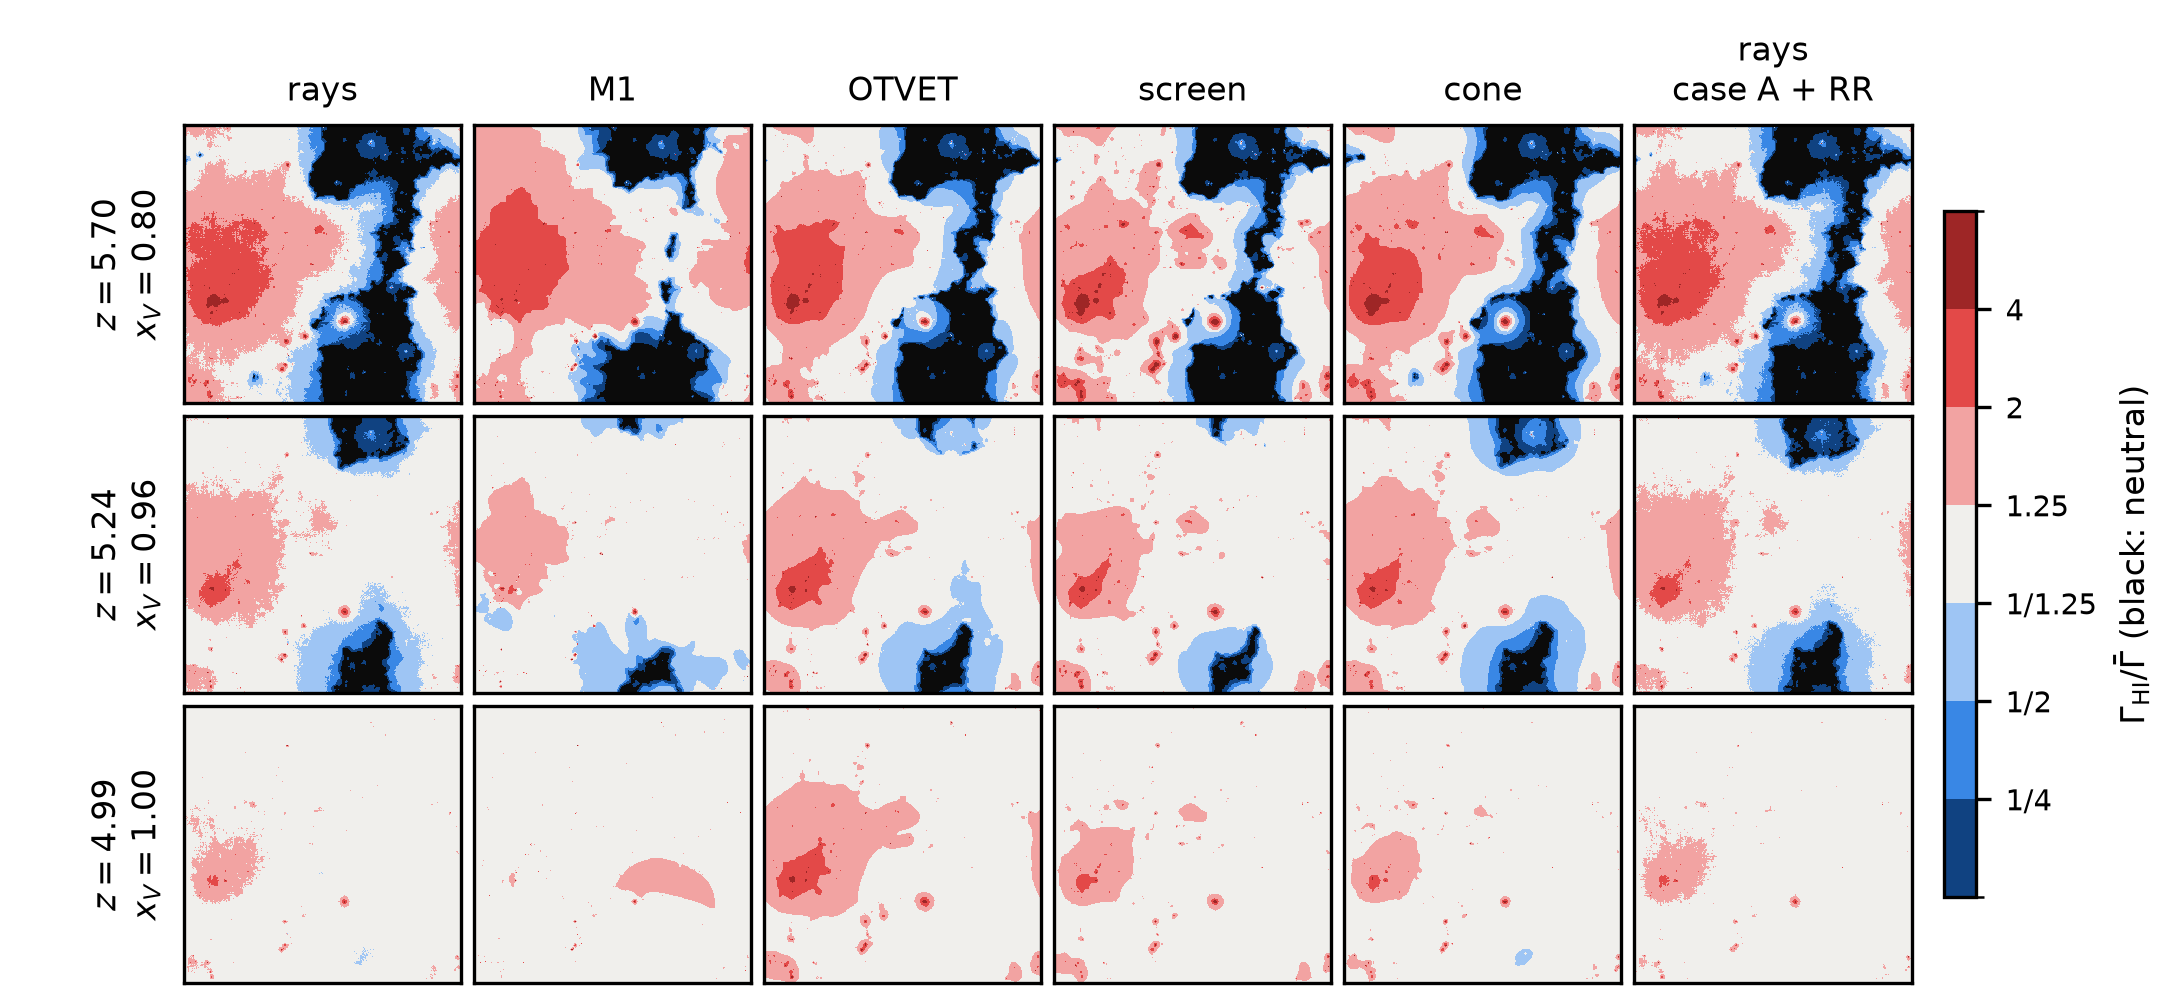 rays
rays M1 OTVET screen cone case A + RR
z = 5.70
x_V = 0.80
z = 5.24
x_V = 0.96
z = 4.99
x_V = 1.00
4
2
1.25
1/1.25
1/2
1/4
Γ_HI/Γ̄ (black: neutral)